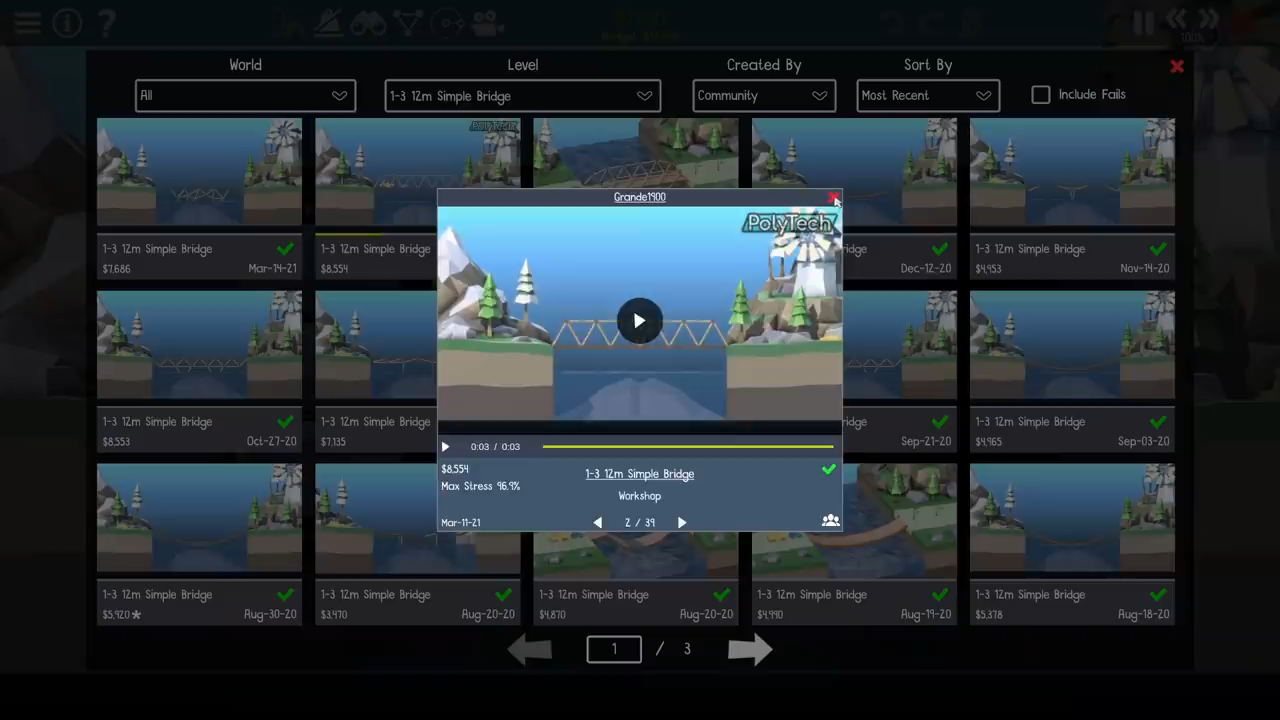 100%
World
Level
Created By
Sort By
All
1-3 12m Simple Bridge
Community
Most Recent
Include Fails
PolyTech
1-3 12m Simple Bridge
$7,686
Mar-14-21
1-3 12m Simple Bridge
$8,554
Dec-12-20
1-3 12m Simple Bridge
$4,953
Nov-14-20
1-3 12m Simple Bridge
$8,553
Oct-27-20
1-3 12m Simple Bridge
$7,135
Sep-21-20
1-3 12m Simple Bridge
$4,965
Sep-03-20
1-3 12m Simple Bridge
$5,920*
Aug-30-20
1-3 12m Simple Bridge
$3,470
Aug-20-20
1-3 12m Simple Bridge
$4,870
Aug-20-20
1-3 12m Simple Bridge
$4,990
Aug-19-20
1-3 12m Simple Bridge
$5,378
Aug-18-20
Grande1900
PolyTech
0:03 / 0:03
$8,554
Max Stress 96.9%
1-3 12m Simple Bridge
Workshop
Mar-11-21
2 / 39
1 / 3